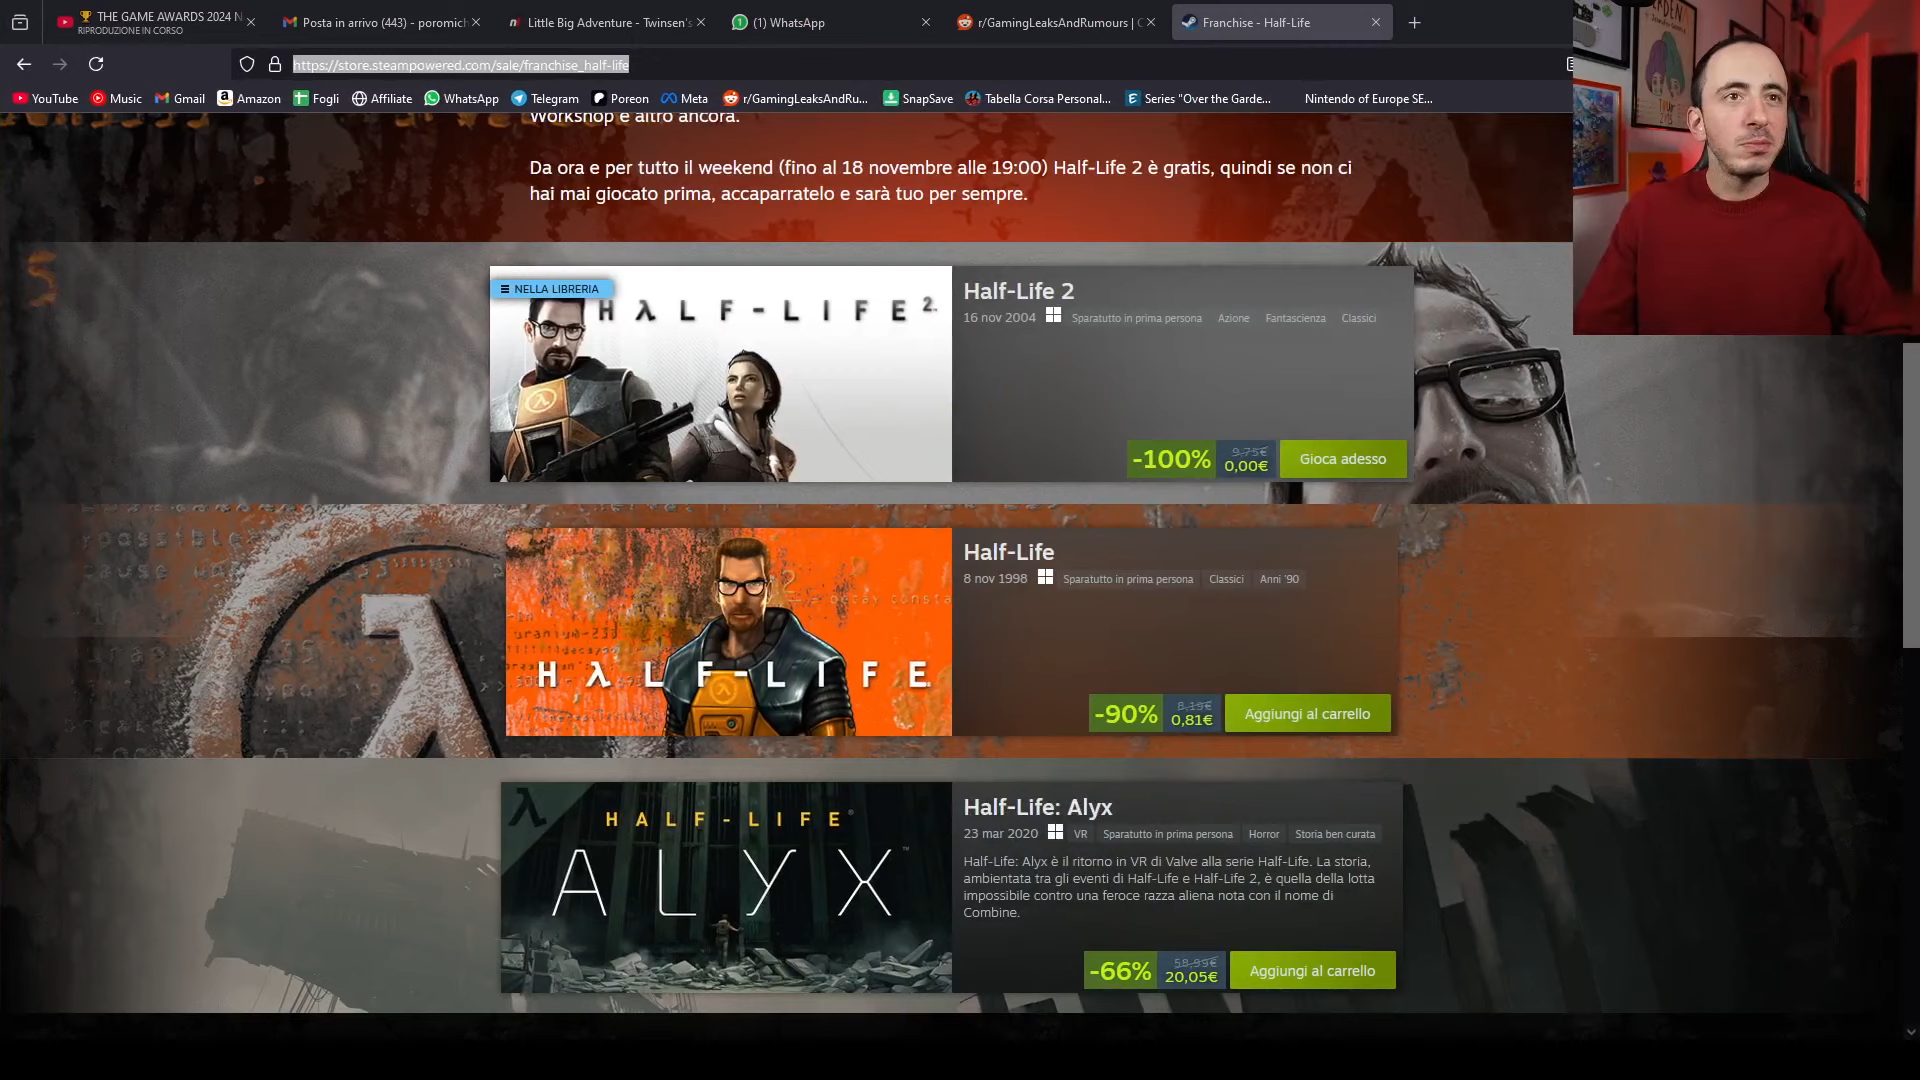 THE GAME AWARDS 2024 N
RIPRODUZIONE IN CORSO
Posta in arrivo (443) - poromich
Little Big Adventure - Twinsen's
(1) WhatsApp
r/GamingLeaksAndRumours | C
Franchise - Half-Life
https://store.steampowered.com/sale/franchise_half-life
YouTube
Music
Gmail
Amazon
Fogli
Affiliate
WhatsApp
Telegram
Poreon
Meta
r/GamingLeaksAndRu...
SnapSave
Tabella Corsa Personal...
Series "Over the Garde...
Nintendo of Europe SE...
Workshop e altro ancora.
Da ora e per tutto il weekend (fino al 18 novembre alle 19:00) Half-Life 2 è gratis, quindi se non ci
hai mai giocato prima, accaparratelo e sarà tuo per sempre.
NELLA LIBRERIA
HλLF-LIFE 2
Half-Life 2
16 nov 2004
Sparatutto in prima persona
Azione
Fantascienza
Classici
-100%
9,75€
0,00€
Gioca adesso
HλLF-LIFE
Half-Life
8 nov 1998
Sparatutto in prima persona
Classici
Anni '90
-90%
8,19€
0,81€
Aggiungi al carrello
HALF-LIFE
ALYX
Half-Life: Alyx
23 mar 2020
VR
Sparatutto in prima persona
Horror
Storia ben curata
Half-Life: Alyx è il ritorno in VR di Valve alla serie Half-Life. La storia,
ambientata tra gli eventi di Half-Life e Half-Life 2, è quella della lotta
impossibile contro una feroce razza aliena nota con il nome di
Combine.
-66%
58,99€
20,05€
Aggiungi al carrello